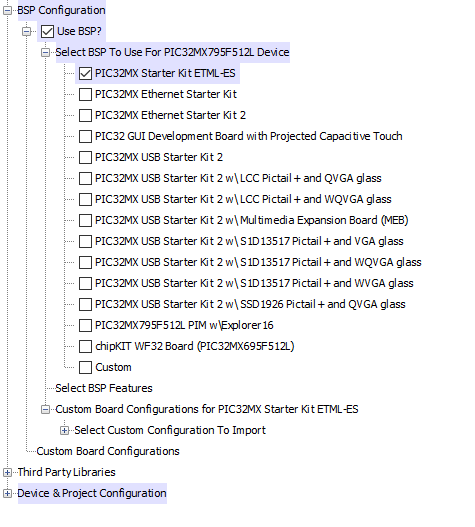 BSP Configuration
Use BSP?
Select BSP To Use For PIC32MX795F512L Device
PIC32MX Starter Kit ETML-ES
PIC32MX Ethernet Starter Kit
PIC32MX Ethernet Starter Kit 2
PIC32 GUI Development Board with Projected Capacitive Touch
PIC32MX USB Starter Kit 2
PIC32MX USB Starter Kit 2 w\LCC Pictail+ and QVGA glass
PIC32MX USB Starter Kit 2 w\LCC Pictail+ and WQVGA glass
PIC32MX USB Starter Kit 2 w\Multimedia Expansion Board (MEB)
PIC32MX USB Starter Kit 2 w\S1D13517 Pictail+ and VGA glass
PIC32MX USB Starter Kit 2 w\S1D13517 Pictail+ and WQVGA glass
PIC32MX USB Starter Kit 2 w\S1D13517 Pictail+ and WVGA glass
PIC32MX USB Starter Kit 2 w\SSD1926 Pictail+ and QVGA glass
PIC32MX795F512L PIM w\Explorer16
chipKIT WF32 Board (PIC32MX695F512L)
Custom
Select BSP Features
Custom Board Configurations for PIC32MX Starter Kit ETML-ES
Select Custom Configuration To Import
Custom Board Configurations
Third Party Libraries
Device & Project Configuration